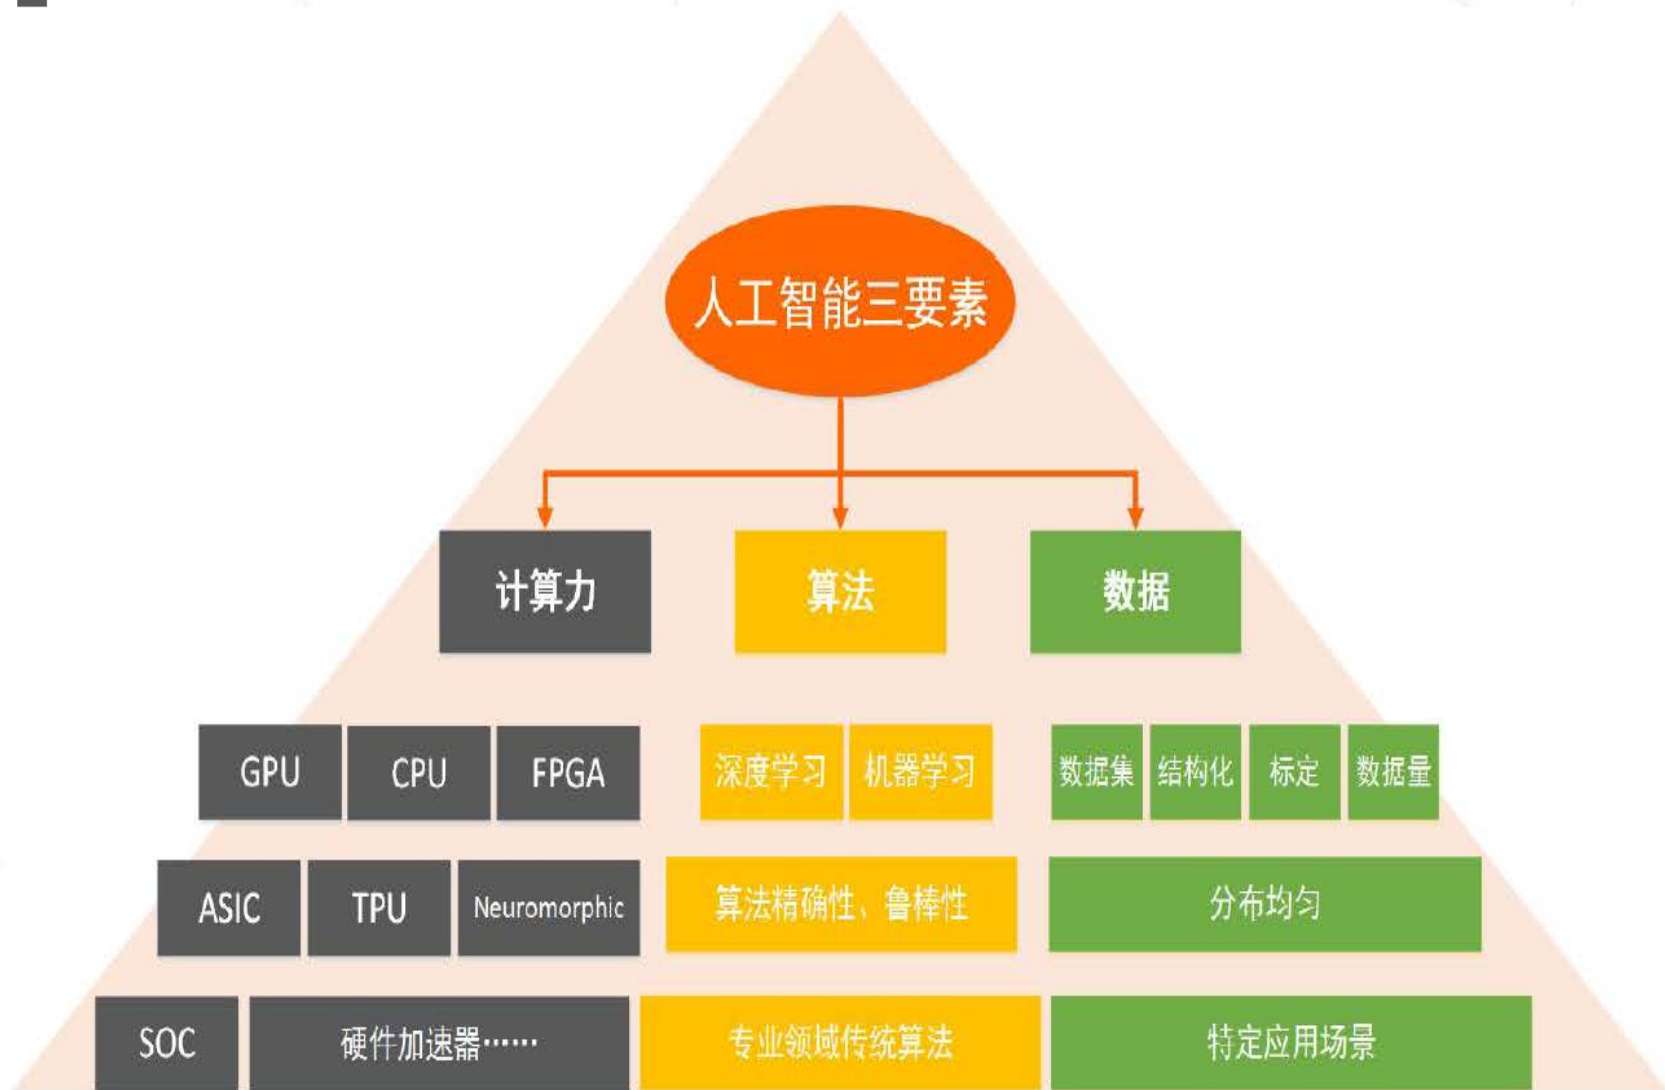 人工智能三要素
计算力 算法 数据
GPU CPU FPGA 深度学习 机器学习 数据集 结构化 标定 数据量
ASIC TPU Neuromorphic 算法精确性、鲁棒性 分布均匀
SOC 硬件加速器…… 专业领域传统算法 特定应用场景